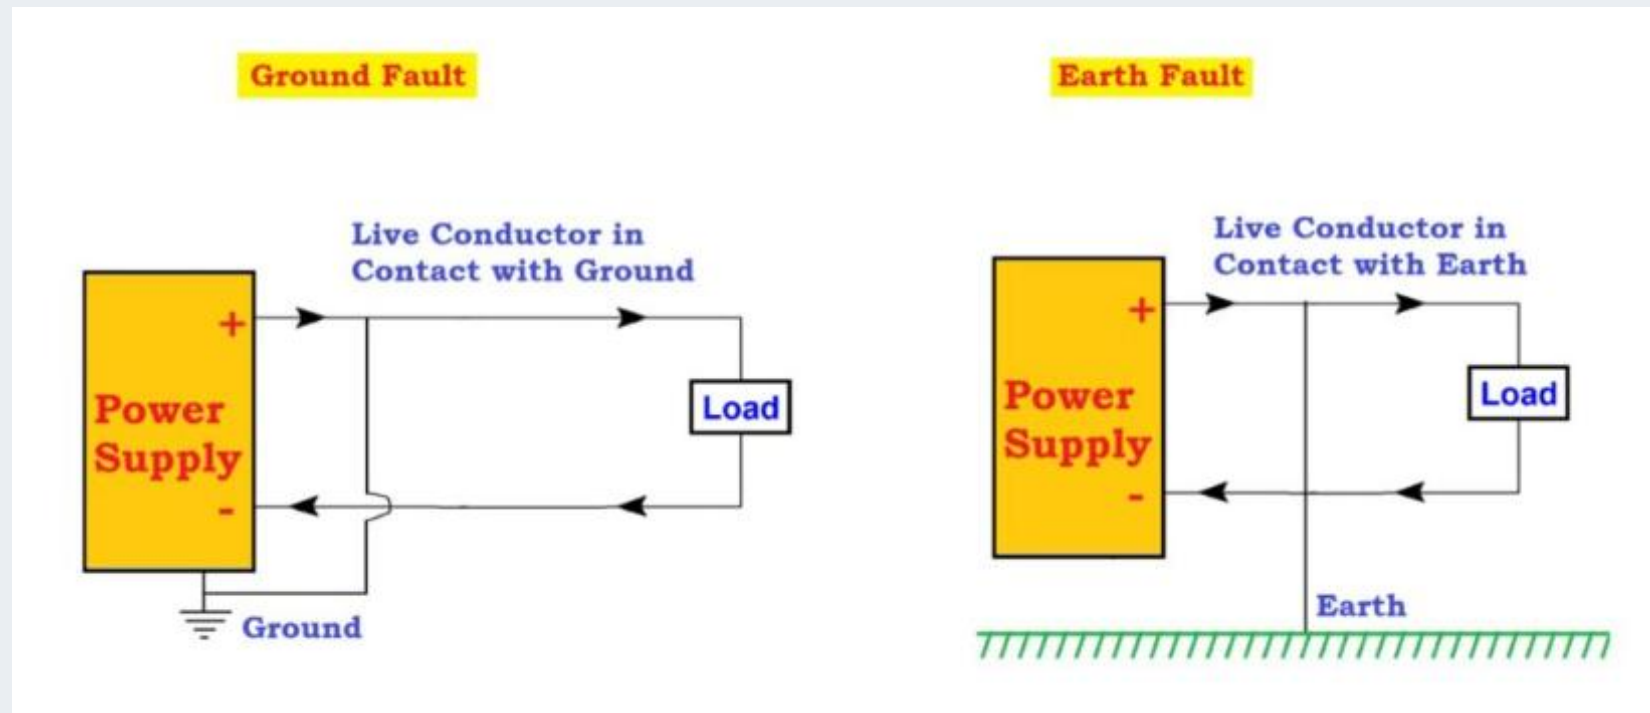 Ground Fault
Live Conductor in
Contact with Ground
+
Power
Supply
-
Load
Ground
Earth Fault
Live Conductor in
Contact with Earth
+
Power
Supply
-
Load
Earth